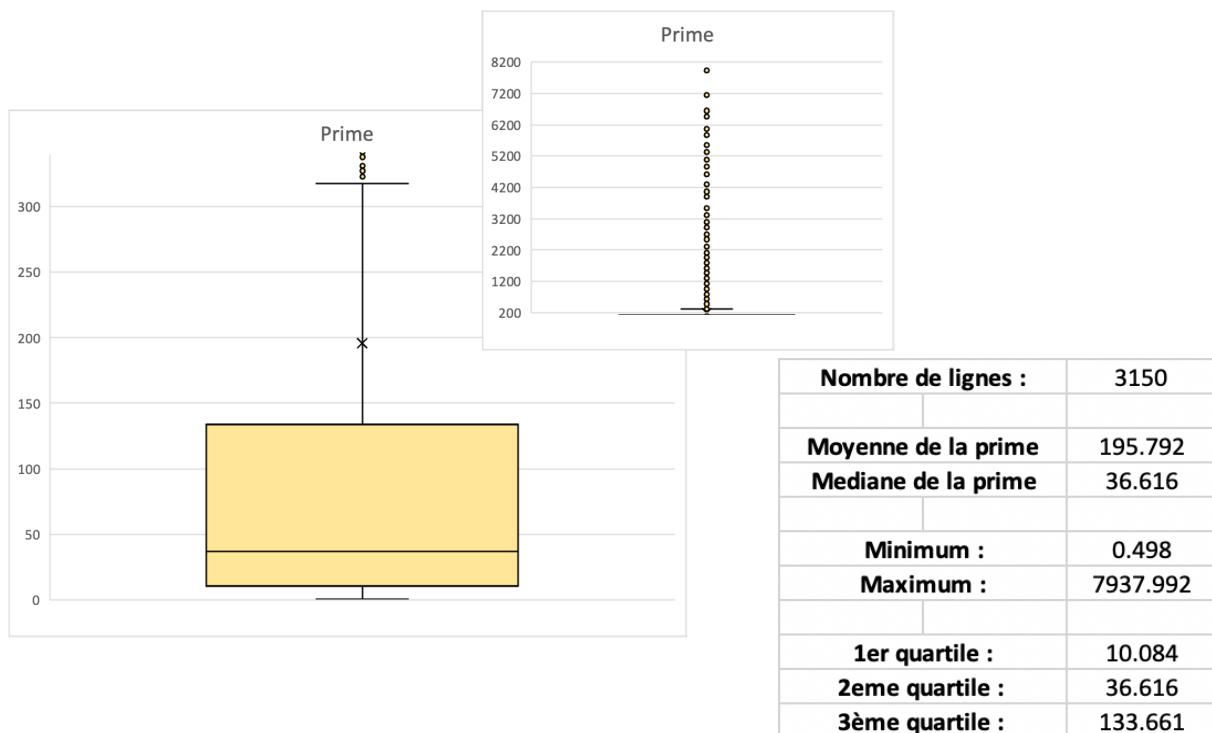 Prime
8200
7200
6200
5200
4200
3200
2200
1200
200
Prime
300
250
200
150
100
50
0
Nombre de lignes : 3150
Moyenne de la prime 195.792
Mediane de la prime 36.616
Minimum : 0.498
Maximum : 7937.992
1er quartile : 10.084
2eme quartile : 36.616
3ème quartile : 133.661